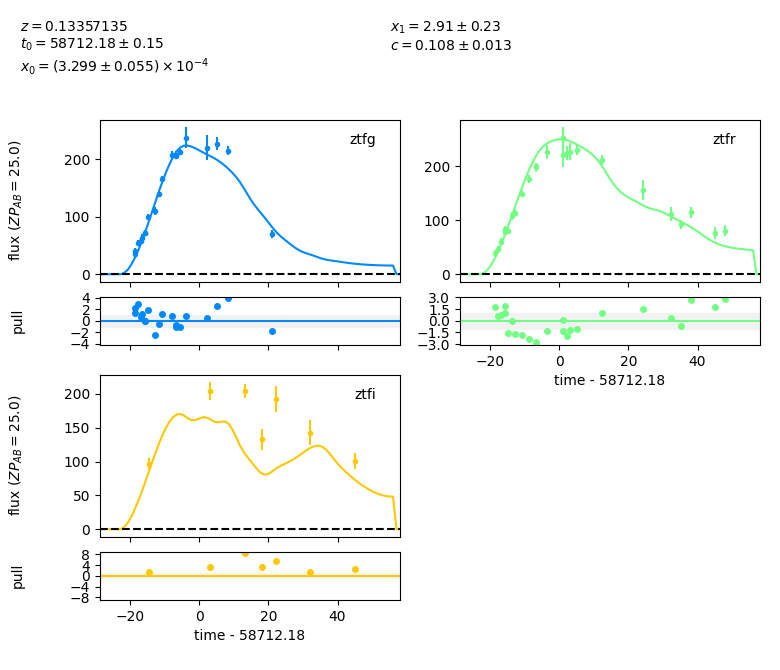 z = 0.13357135
t₀ = 58712.18 ± 0.15
x₀ = (3.299 ± 0.055) × 10⁻⁴
x₁ = 2.91 ± 0.23
c = 0.108 ± 0.013
flux (ZP_AB = 25.0)
200
100
0
ztfg
200
100
0
ztfr
pull
4
2
0
−2
−4
3.0
1.5
0.0
−1.5
−3.0
−20 0 20 40
time - 58712.18
flux (ZP_AB = 25.0)
200
150
100
50
0
ztfi
pull
8
4
0
−4
−8
−20 0 20 40
time - 58712.18